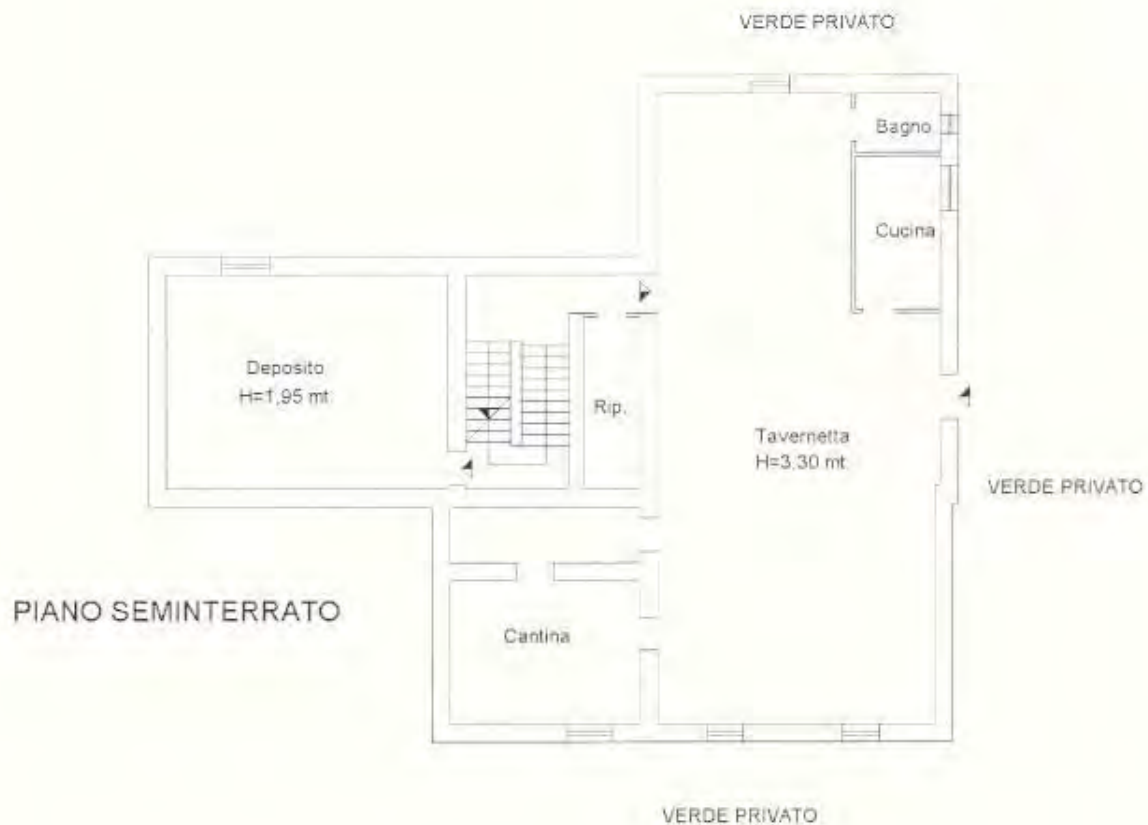 VERDE PRIVATO
Bagno
Cucina
Deposito
H=1,95 mt
Rip.
Tavernetta
H=3,30 mt
VERDE PRIVATO
PIANO SEMINTERRATO
Cantina
VERDE PRIVATO